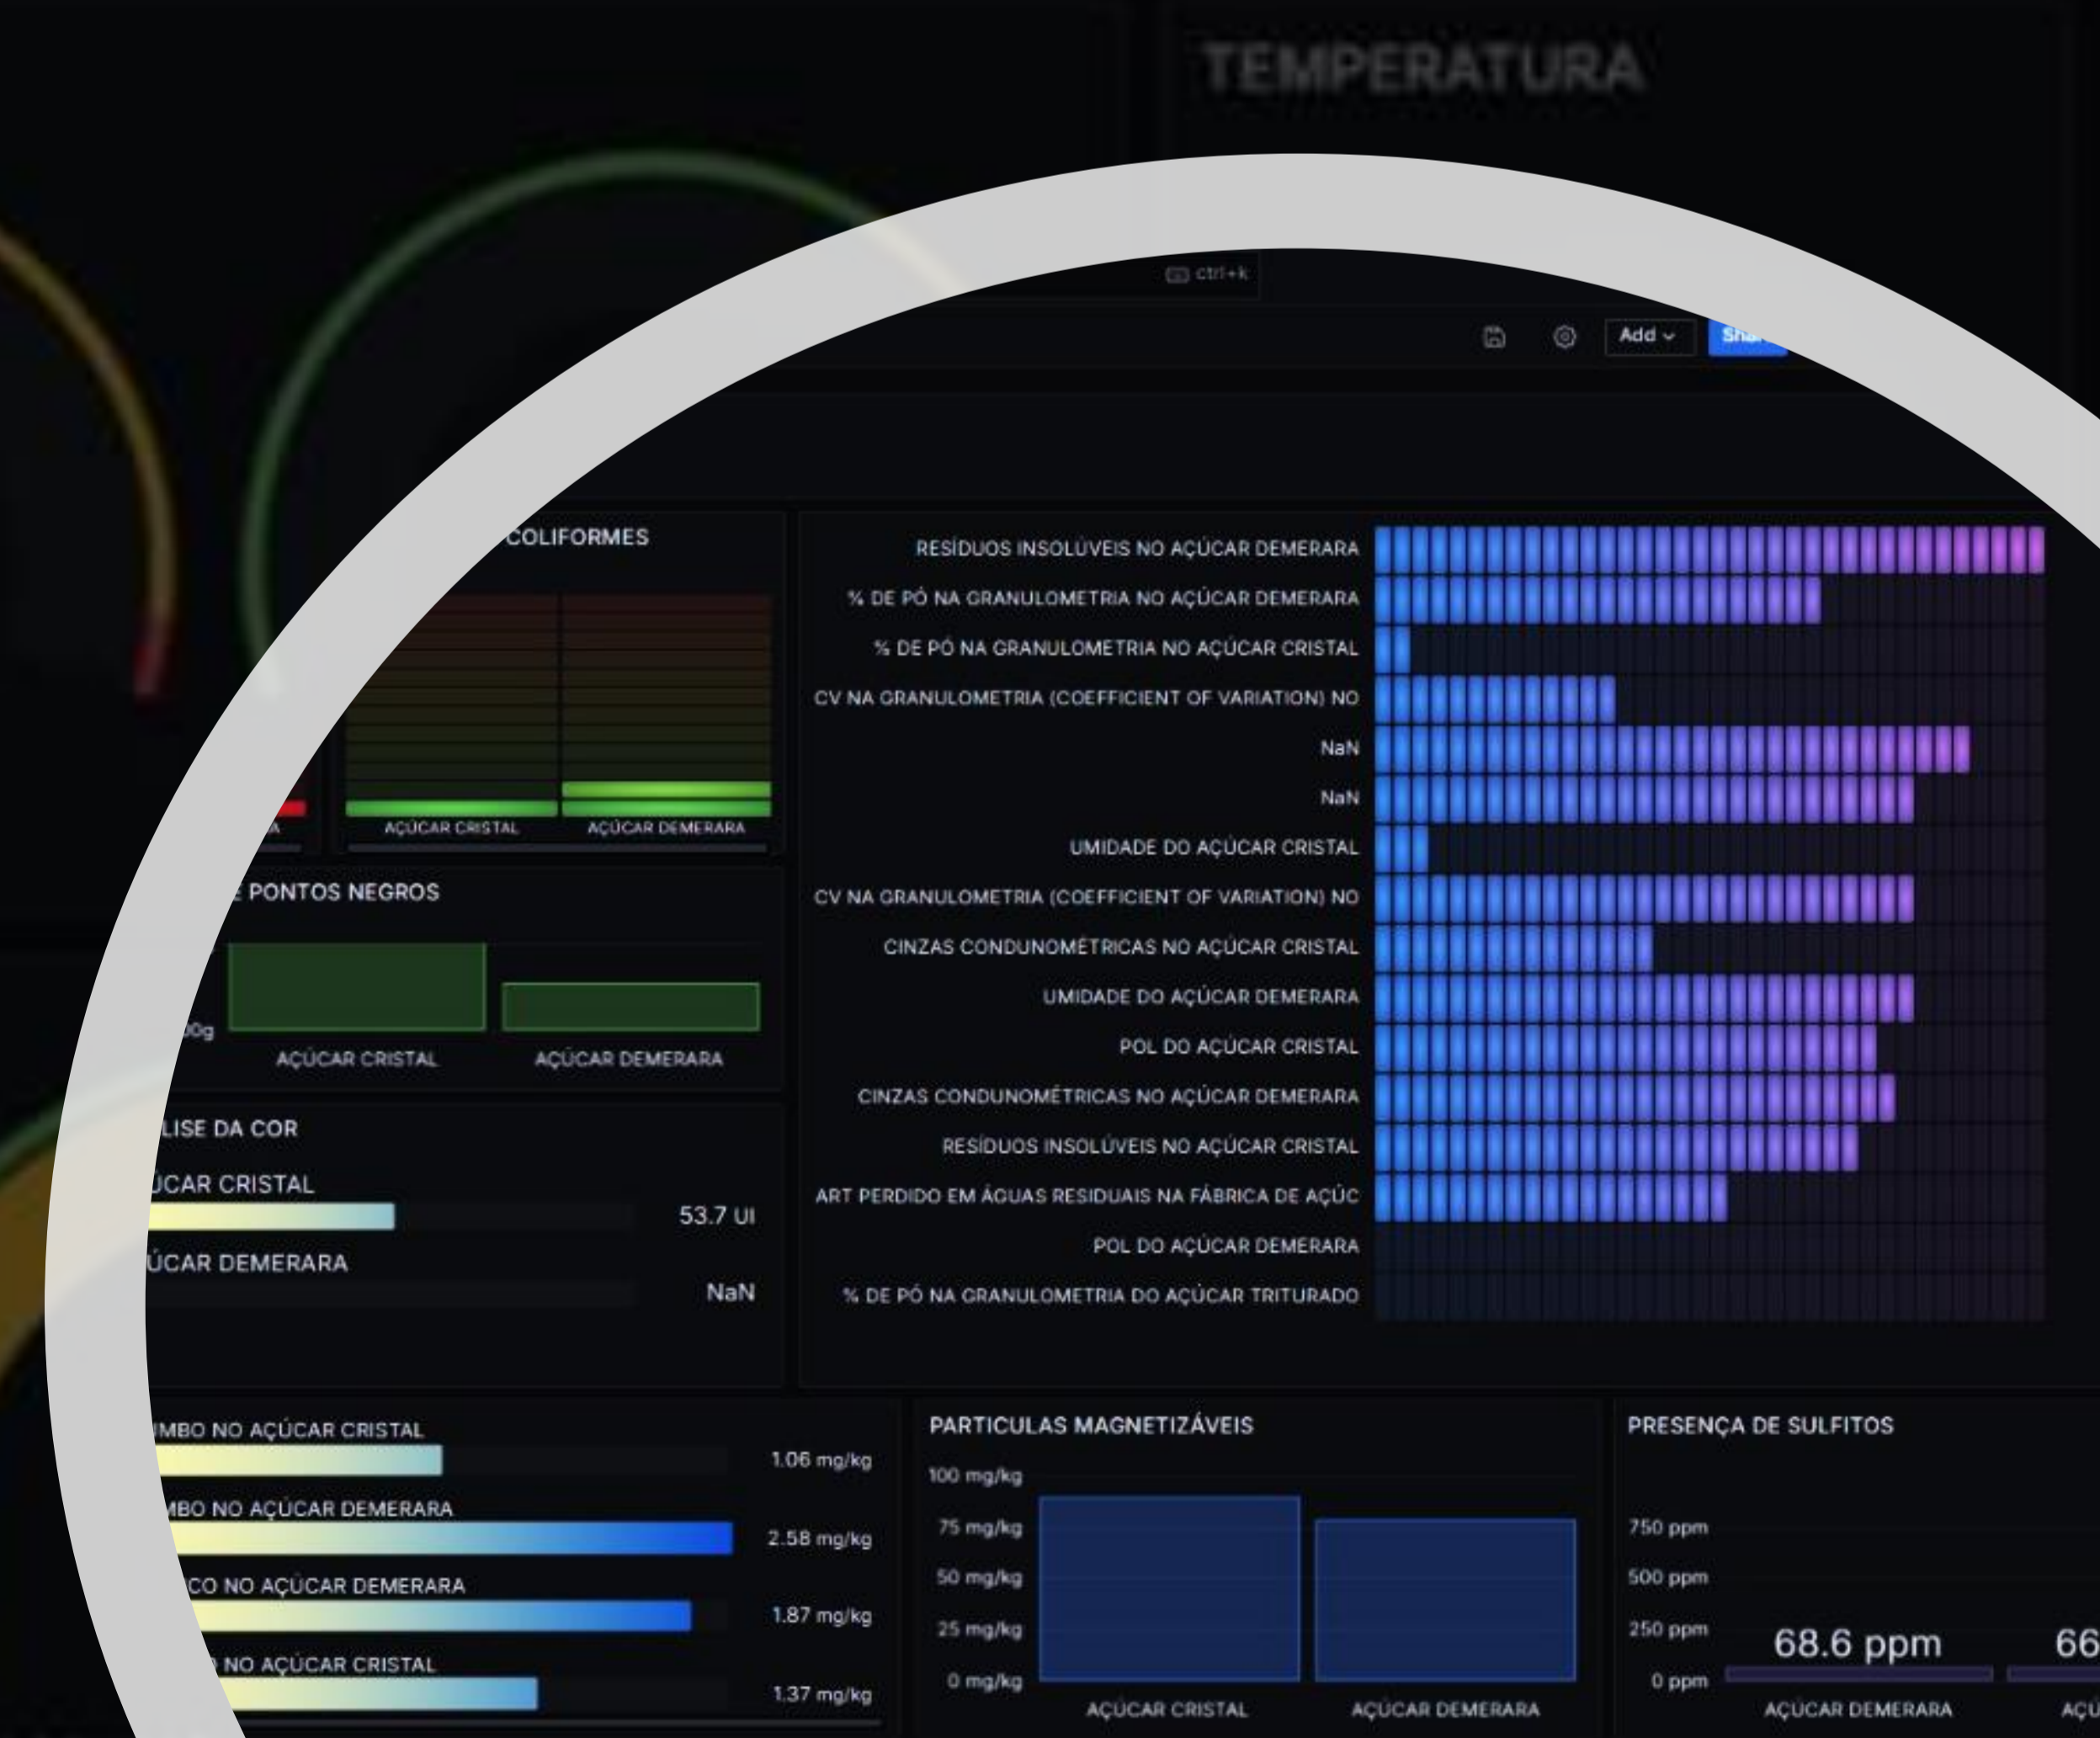 TEMPERATURA
ctrl+k
Add
COLIFORMES
AÇÚCAR CRISTAL
AÇÚCAR DEMERARA
PONTOS NEGROS
AÇÚCAR CRISTAL
AÇÚCAR DEMERARA
DA COR
CRISTAL
53.7 UI
DEMERARA
NaN
RESÍDUOS INSOLÚVEIS NO AÇÚCAR DEMERARA
% DE PÓ NA GRANULOMETRIA NO AÇÚCAR DEMERARA
% DE PÓ NA GRANULOMETRIA NO AÇÚCAR CRISTAL
CV NA GRANULOMETRIA (COEFFICIENT OF VARIATION) NO
NaN
NaN
UMIDADE DO AÇÚCAR CRISTAL
CV NA GRANULOMETRIA (COEFFICIENT OF VARIATION) NO
CINZAS CONDUNOMÉTRICAS NO AÇÚCAR CRISTAL
UMIDADE DO AÇÚCAR DEMERARA
POL DO AÇÚCAR CRISTAL
CINZAS CONDUNOMÉTRICAS NO AÇÚCAR DEMERARA
RESÍDUOS INSOLÚVEIS NO AÇÚCAR CRISTAL
ART PERDIDO EM ÁGUAS RESIDUAIS NA FÁBRICA DE AÇÚC
POL DO AÇÚCAR DEMERARA
% DE PÓ NA GRANULOMETRIA DO AÇÚCAR TRITURADO
NO AÇÚCAR CRISTAL
1.06 mg/kg
NO AÇÚCAR DEMERARA
2.58 mg/kg
NO AÇÚCAR DEMERARA
1.87 mg/kg
NO AÇÚCAR CRISTAL
1.37 mg/kg
PARTICULAS MAGNETIZÁVEIS
100 mg/kg
75 mg/kg
50 mg/kg
25 mg/kg
0 mg/kg
AÇÚCAR CRISTAL
AÇÚCAR DEMERARA
PRESENÇA DE SULFITOS
750 ppm
500 ppm
250 ppm
0 ppm
68.6 ppm
66
AÇÚCAR DEMERARA